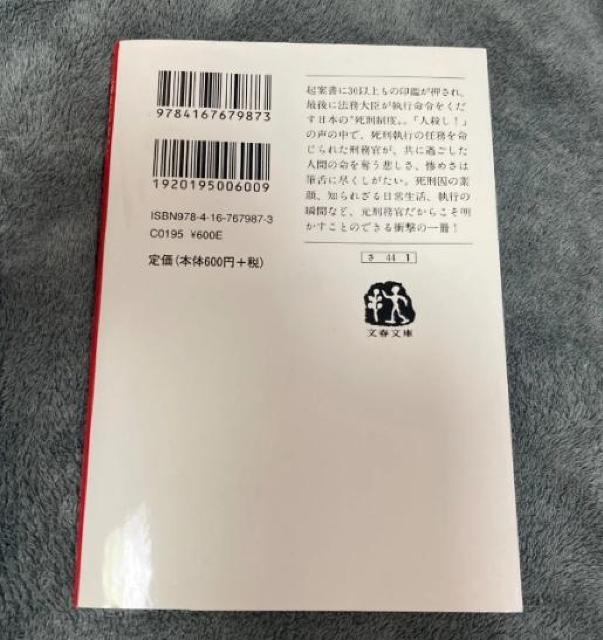 9784167679873
1920195006009
ISBN978-4-16-767987-3
C0195 ¥600E
定価(本体600円+税)
起案書に30以上もの印鑑が押され、
最後に法務大臣が執行命令をくだ
す日本の“死刑制度„。「人殺し!」
の声の中で、死刑執行の任務を命
じられた刑務官が、共に過ごした
人間の命を奪う悲しさ、惨めさは
筆舌に尽くしがたい。死刑囚の素
顔、知られざる日常生活、執行の
瞬間など、元刑務官だからこそ明
かすことのできる衝撃の一冊!
さ 44 1
文春文庫